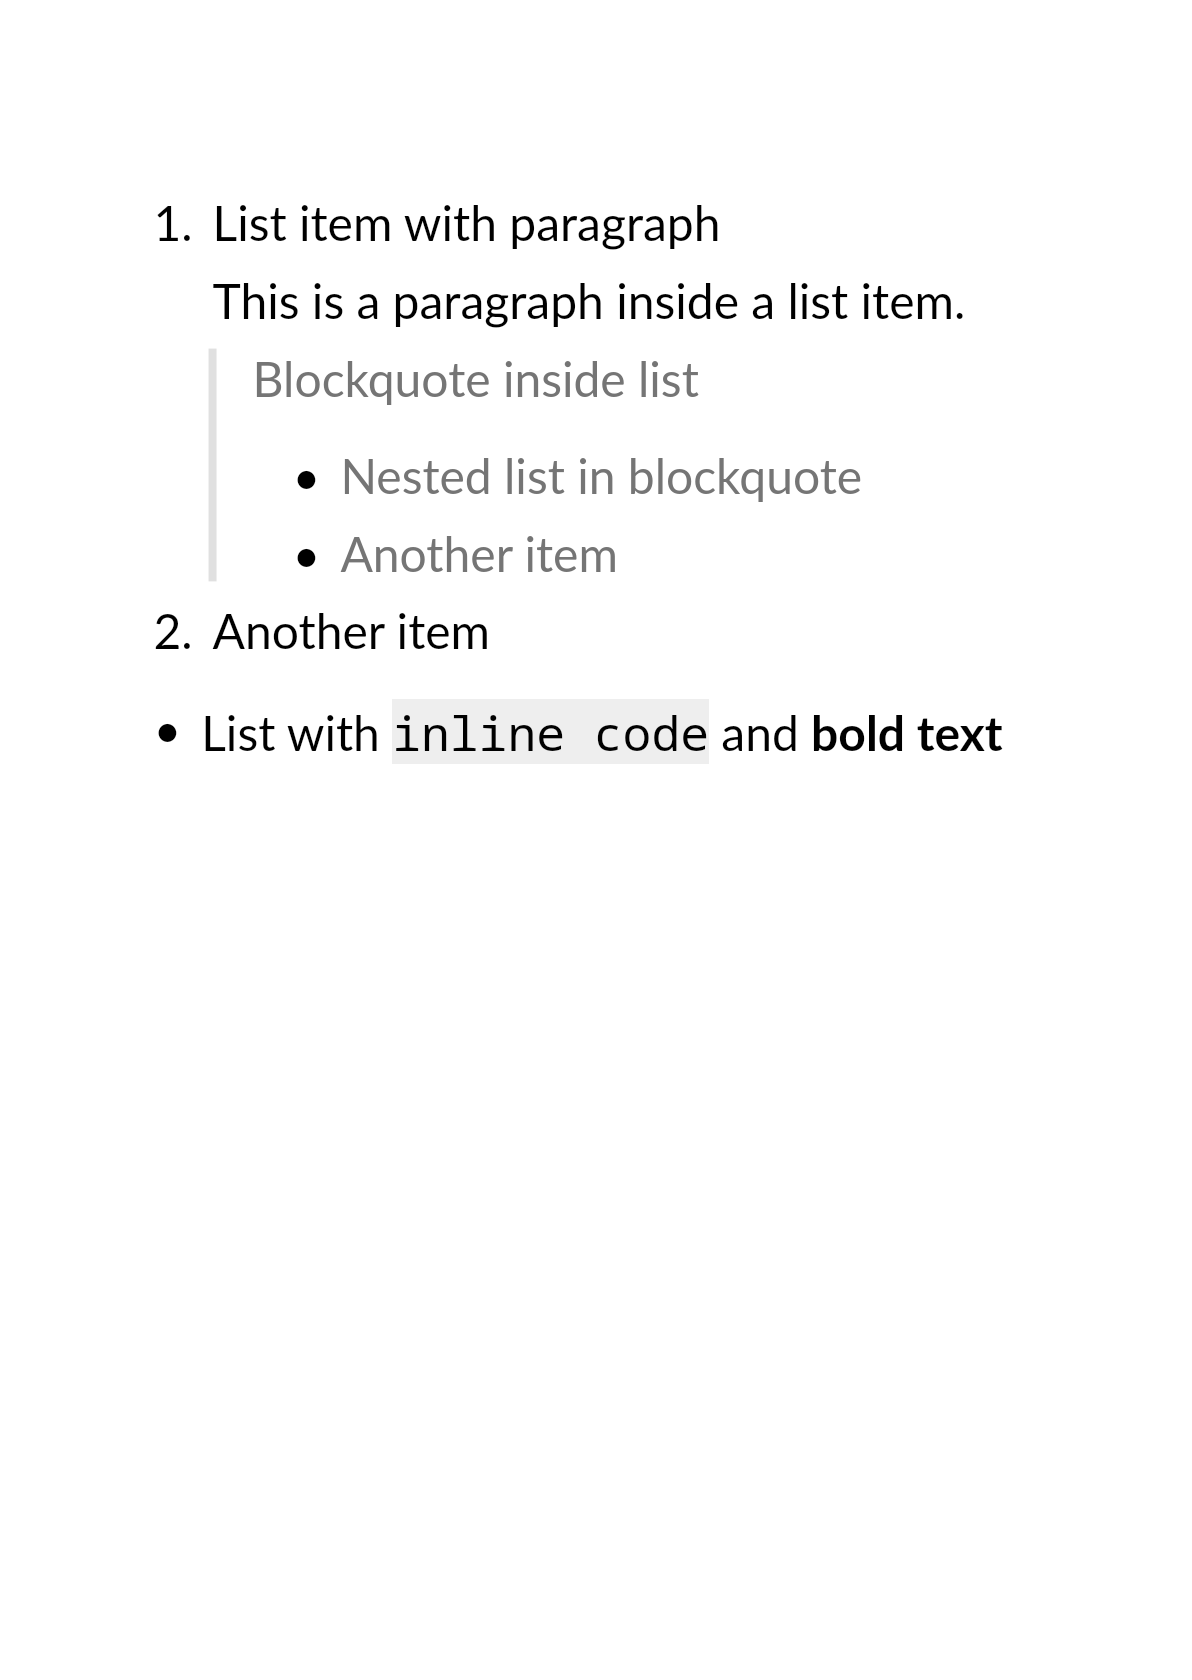 1. List item with paragraph
This is a paragraph inside a list item.
Blockquote inside list
• Nested list in blockquote
• Another item
2. Another item
• List with inline code and bold text